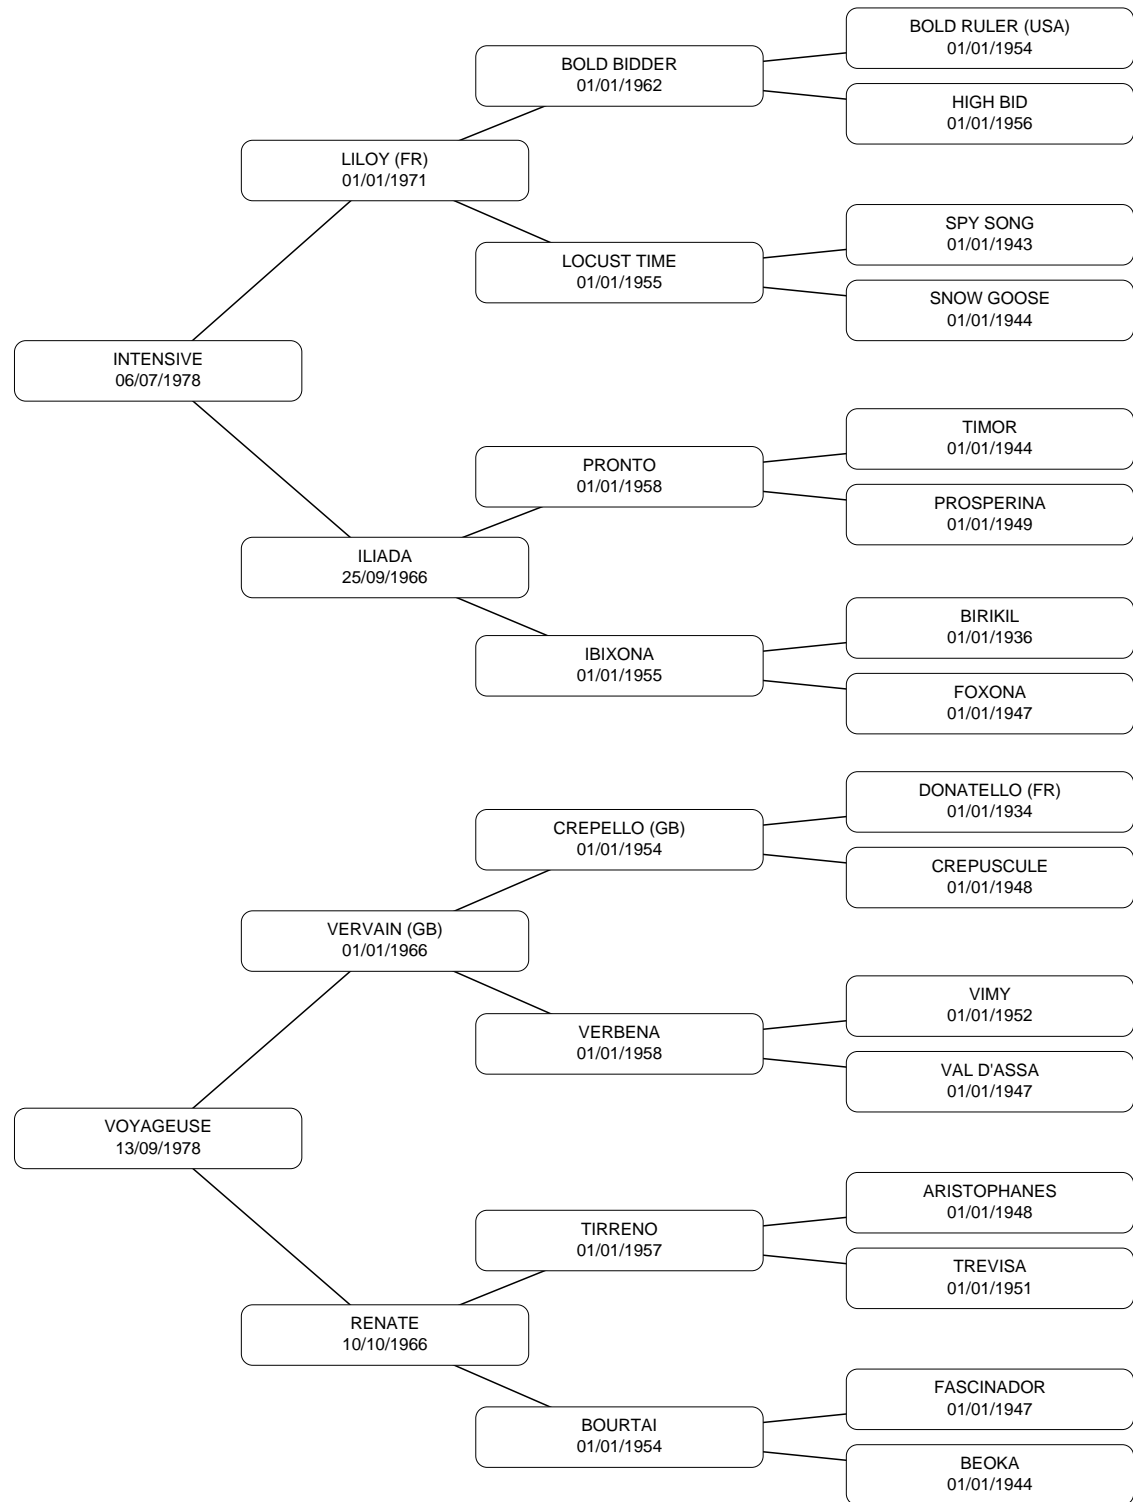 BOLD RULER (USA)
01/01/1954
BOLD BIDDER
01/01/1962
HIGH BID
01/01/1956
LILOY (FR)
01/01/1971
SPY SONG
01/01/1943
LOCUST TIME
01/01/1955
SNOW GOOSE
01/01/1944
INTENSIVE
06/07/1978
TIMOR
01/01/1944
PRONTO
01/01/1958
PROSPERINA
01/01/1949
ILIADA
25/09/1966
BIRIKIL
01/01/1936
IBIXONA
01/01/1955
FOXONA
01/01/1947
DONATELLO (FR)
01/01/1934
CREPELLO (GB)
01/01/1954
CREPUSCULE
01/01/1948
VERVAIN (GB)
01/01/1966
VIMY
01/01/1952
VERBENA
01/01/1958
VAL D'ASSA
01/01/1947
VOYAGEUSE
13/09/1978
ARISTOPHANES
01/01/1948
TIRRENO
01/01/1957
TREVISA
01/01/1951
RENATE
10/10/1966
FASCINADOR
01/01/1947
BOURTAI
01/01/1954
BEOKA
01/01/1944